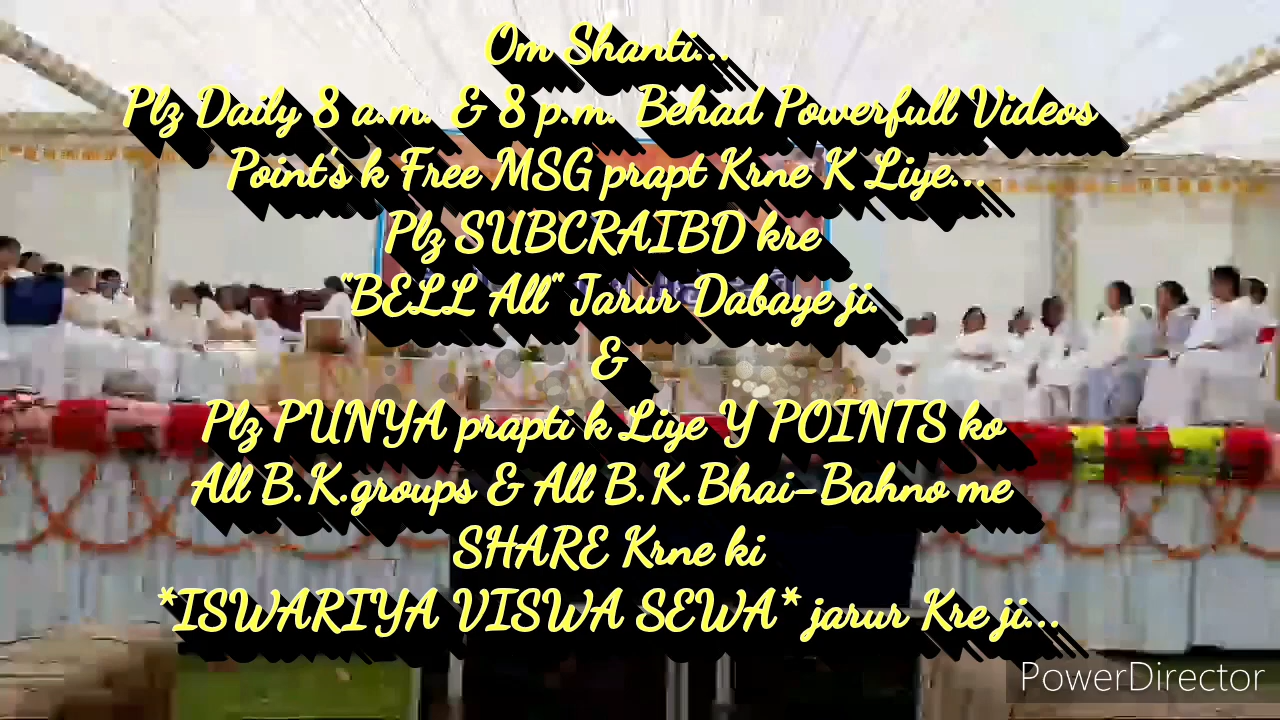 Om Shanti...
Plz Daily 8 a.m. & 8 p.m. Behad Powerfull Videos
Point's k Free MSG prapt Krne K Liye...
Plz SUBCRAIBD kre
"BELL All" Jarur Dabaye ji.
&
Plz PUNYA prapti k Liye Y POINTS ko
All B.K.groups & All B.K.Bhai-Bahno me
SHARE Krne ki
*ISWARIYA VISWA SEWA* jarur Kre ji...
PowerDirector